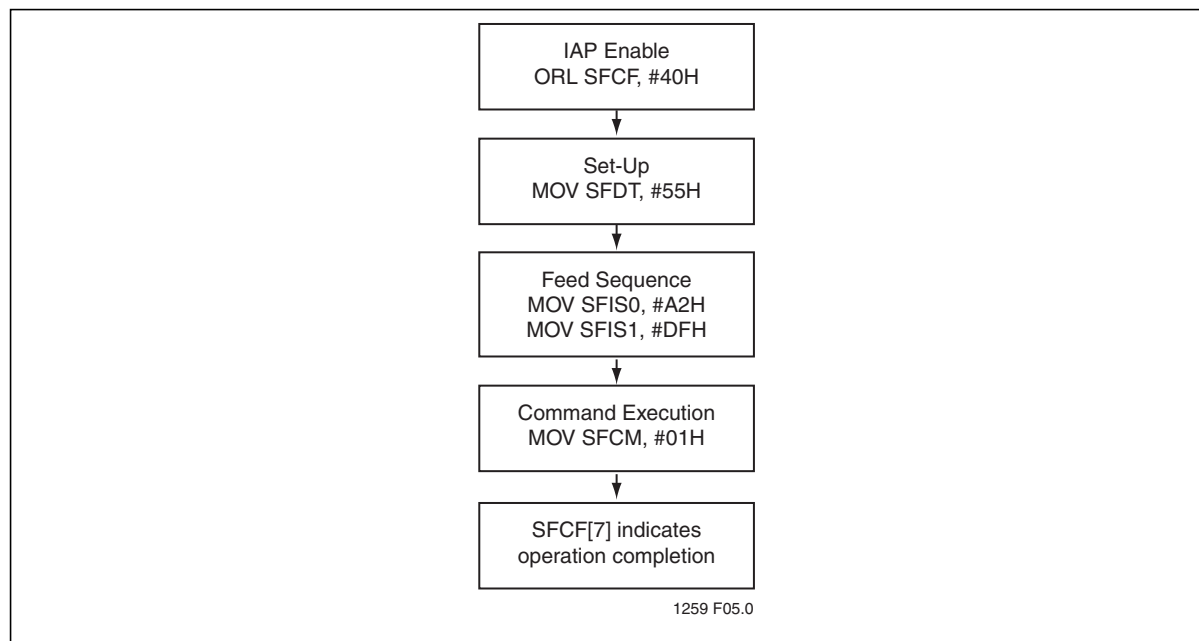 IAP Enable
ORL SFCF, #40H
Set-Up
MOV SFDT, #55H
Feed Sequence
MOV SFIS0, #A2H
MOV SFIS1, #DFH
Command Execution
MOV SFCM, #01H
SFCF[7] indicates
operation completion
1259 F05.0